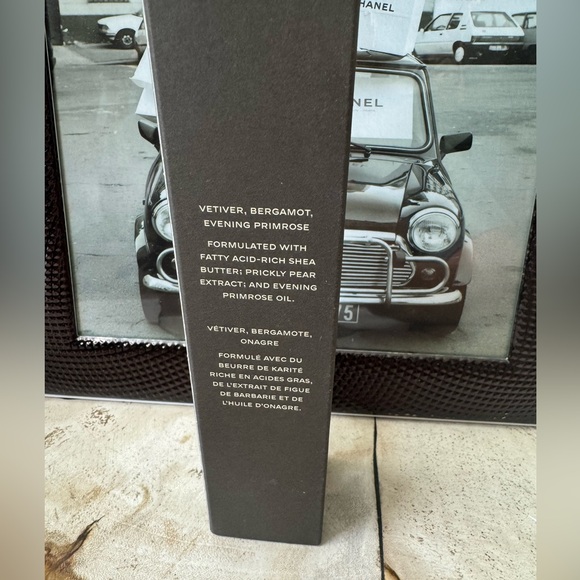 CHANEL
NEL
VETIVER, BERGAMOT,
EVENING PRIMROSE
FORMULATED WITH
FATTY ACID-RICH SHEA
BUTTER; PRICKLY PEAR
EXTRACT; AND EVENING
PRIMROSE OIL.
VÉTIVER, BERGAMOTE,
ONAGRE
FORMULÉ AVEC DU
BEURRE DE KARITÉ
RICHE EN ACIDES GRAS,
DE L'EXTRAIT DE FIGUE
DE BARBARIE ET DE
L'HUILE D'ONAGRE.
5